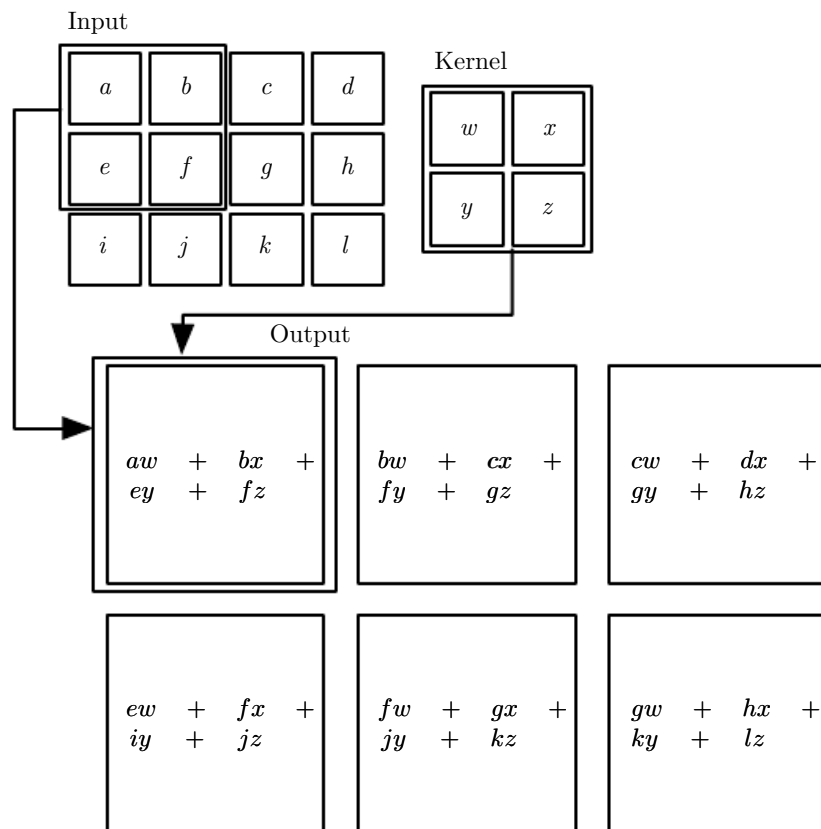 Input
Kernel
a b c d
w x
e f g h
y z
i j k l
Output
aw + bx +
ey + fz
bw + cx +
fy + gz
cw + dx +
gy + hz
ew + fx +
iy + jz
fw + gx +
jy + kz
gw + hx +
ky + lz